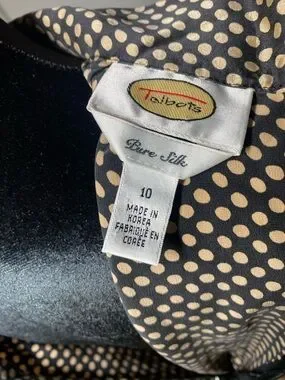 Talbots
Pure Silk
10
MADE IN
KOREA
FABRIQUÉ EN
CORÉE